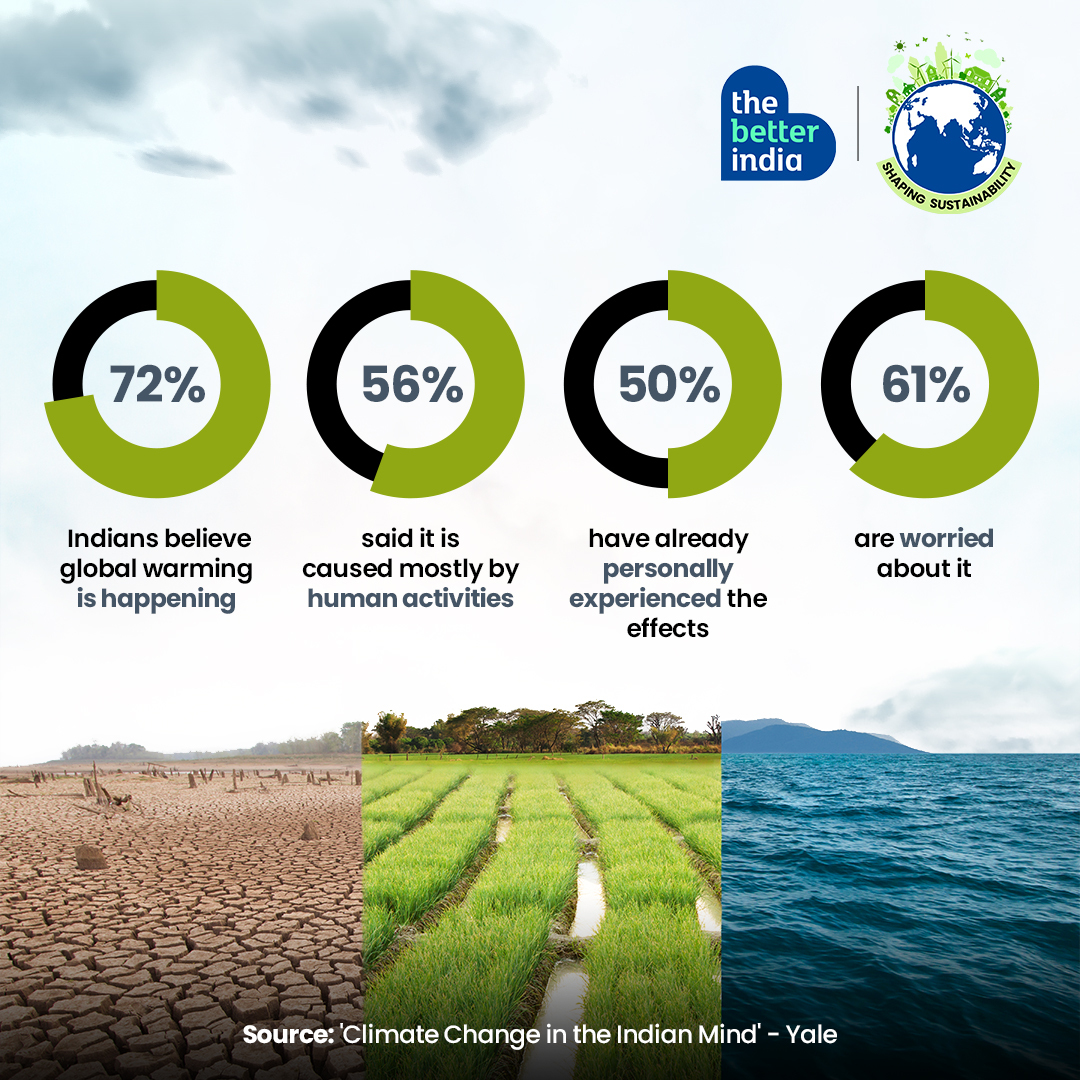 the
better
india
SHAPING SUSTAINABILITY
72%
Indians believe
global warming
is happening
56%
said it is
caused mostly by
human activities
50%
have already
personally
experienced the
effects
61%
are worried
about it
Source: 'Climate Change in the Indian Mind' - Yale